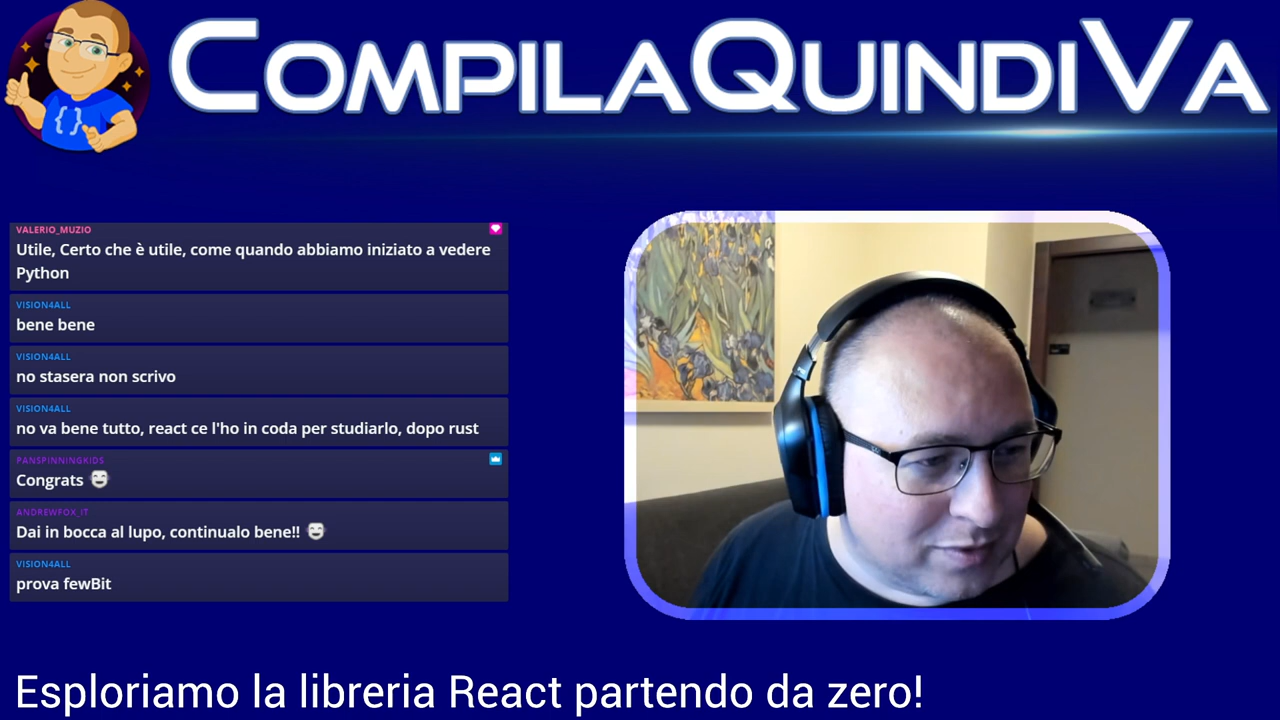 COMPILAQUINDIVA
{ }
VALERIO_MUZIO
Utile, Certo che è utile, come quando abbiamo iniziato a vedere
Python
VISION4ALL
bene bene
VISION4ALL
no stasera non scrivo
VISION4ALL
no va bene tutto, react ce l'ho in coda per studiarlo, dopo rust
PANSPINNINGKIDS
Congrats
ANDREWFOX_IT
Dai in bocca al lupo, continualo bene!!
VISION4ALL
prova fewBit
Esploriamo la libreria React partendo da zero!